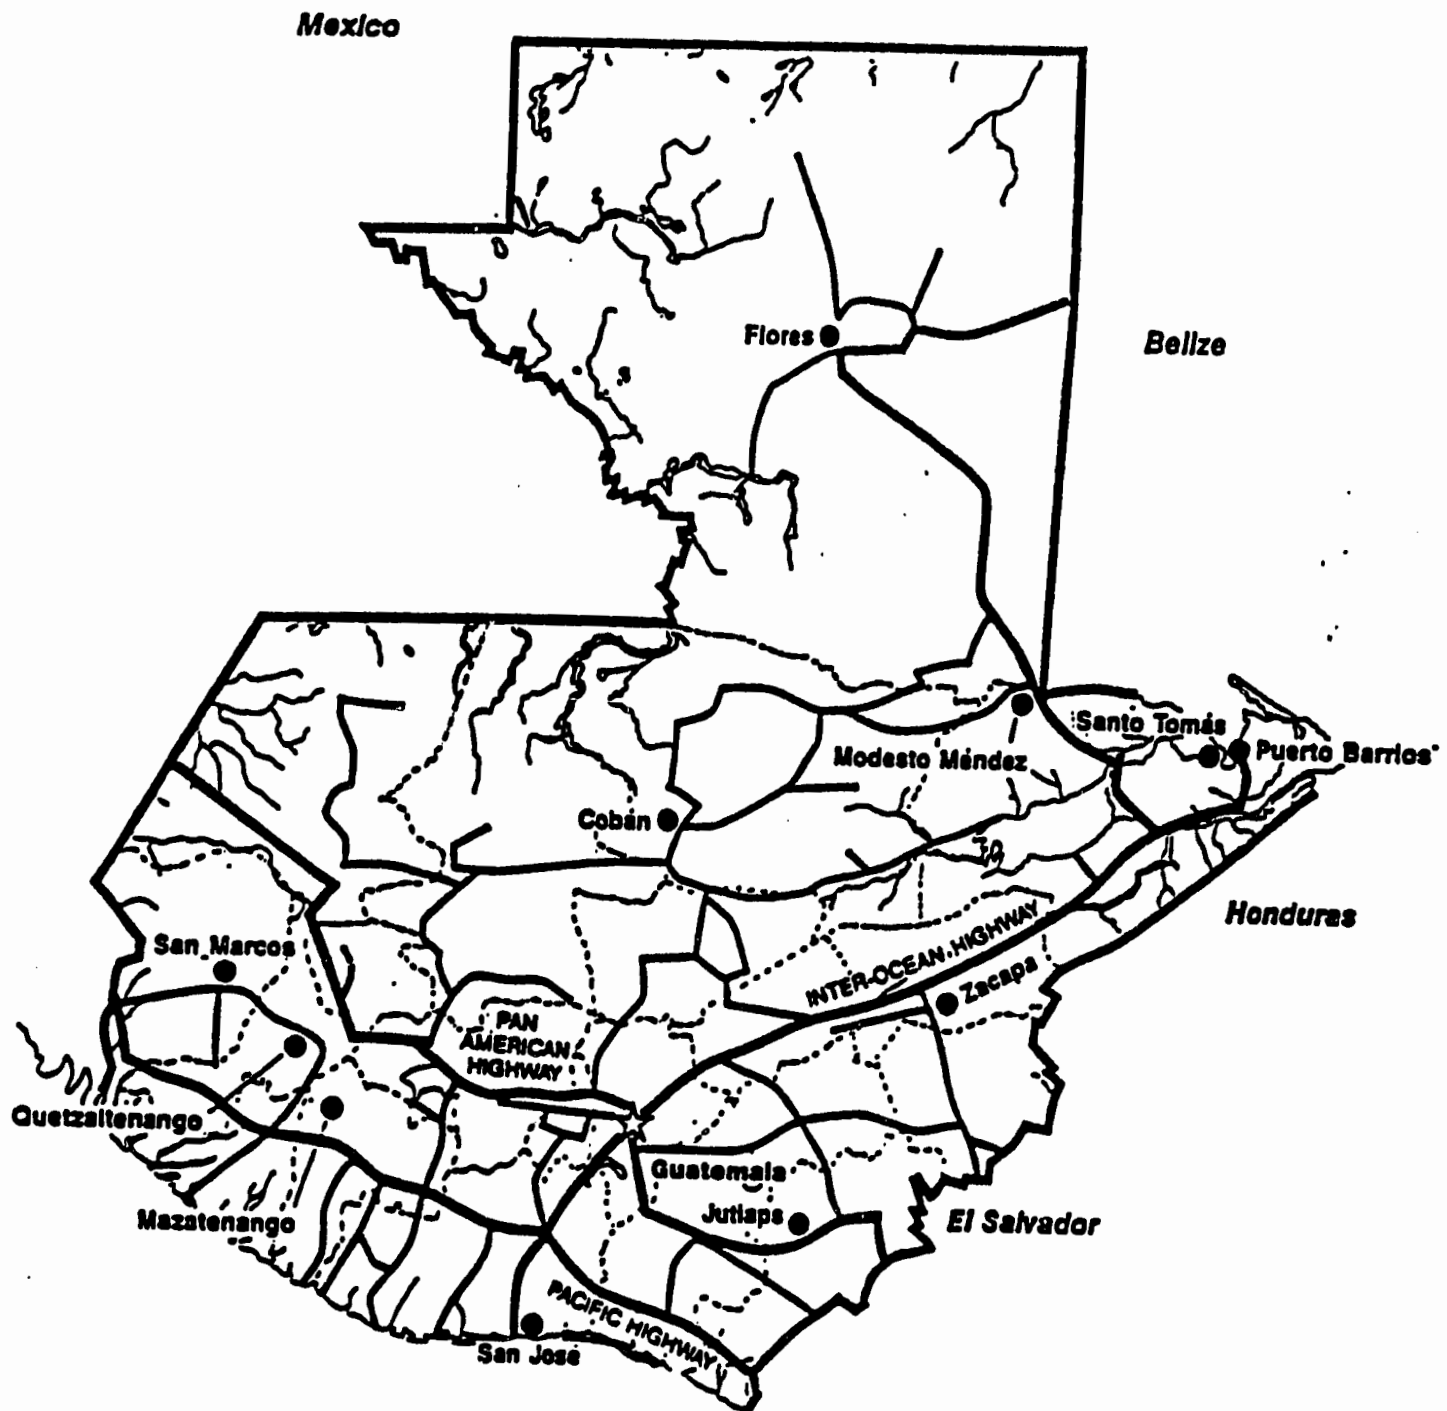 Mexico
Flores
Belize
Santo Tomás
Puerto Barrios
Modesto Méndez
Cobán
Honduras
San Marcos
INTER-OCEAN HIGHWAY
Zacapa
PAN
AMERICAN
HIGHWAY
Quetzaltenango
Guatemala
Mazatenango
Jutiaps
El Salvador
PACIFIC HIGHWAY
San José